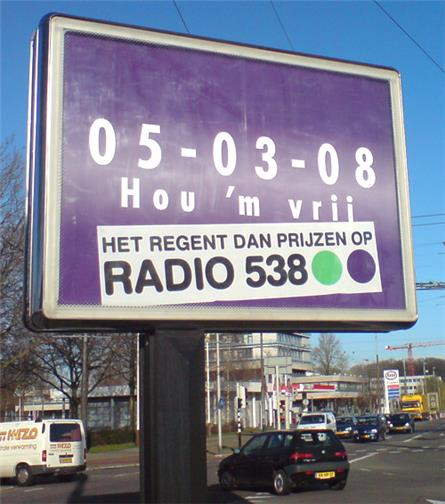 05-03-08
Hou 'm vrij
HET REGENT DAN PRIJZEN OP
RADIO 538